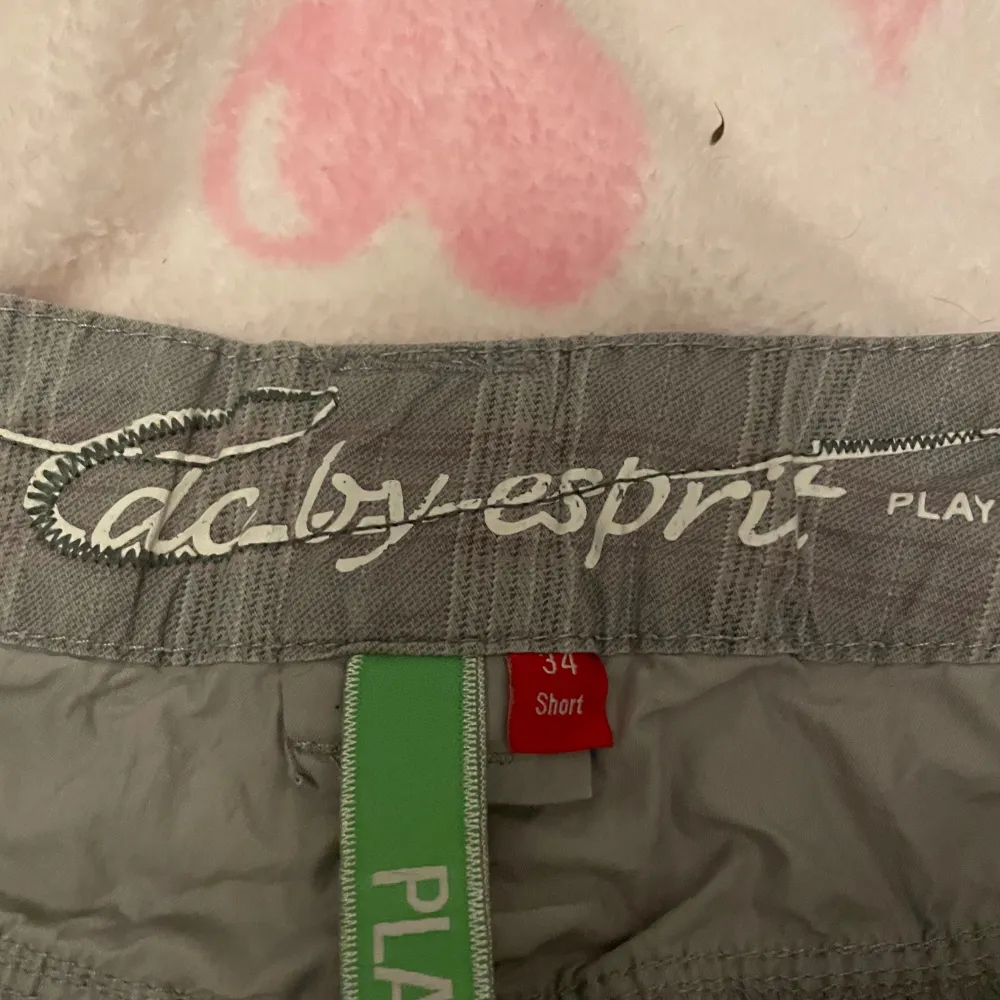 edc by esprit
PLAY
34
Short
PLA